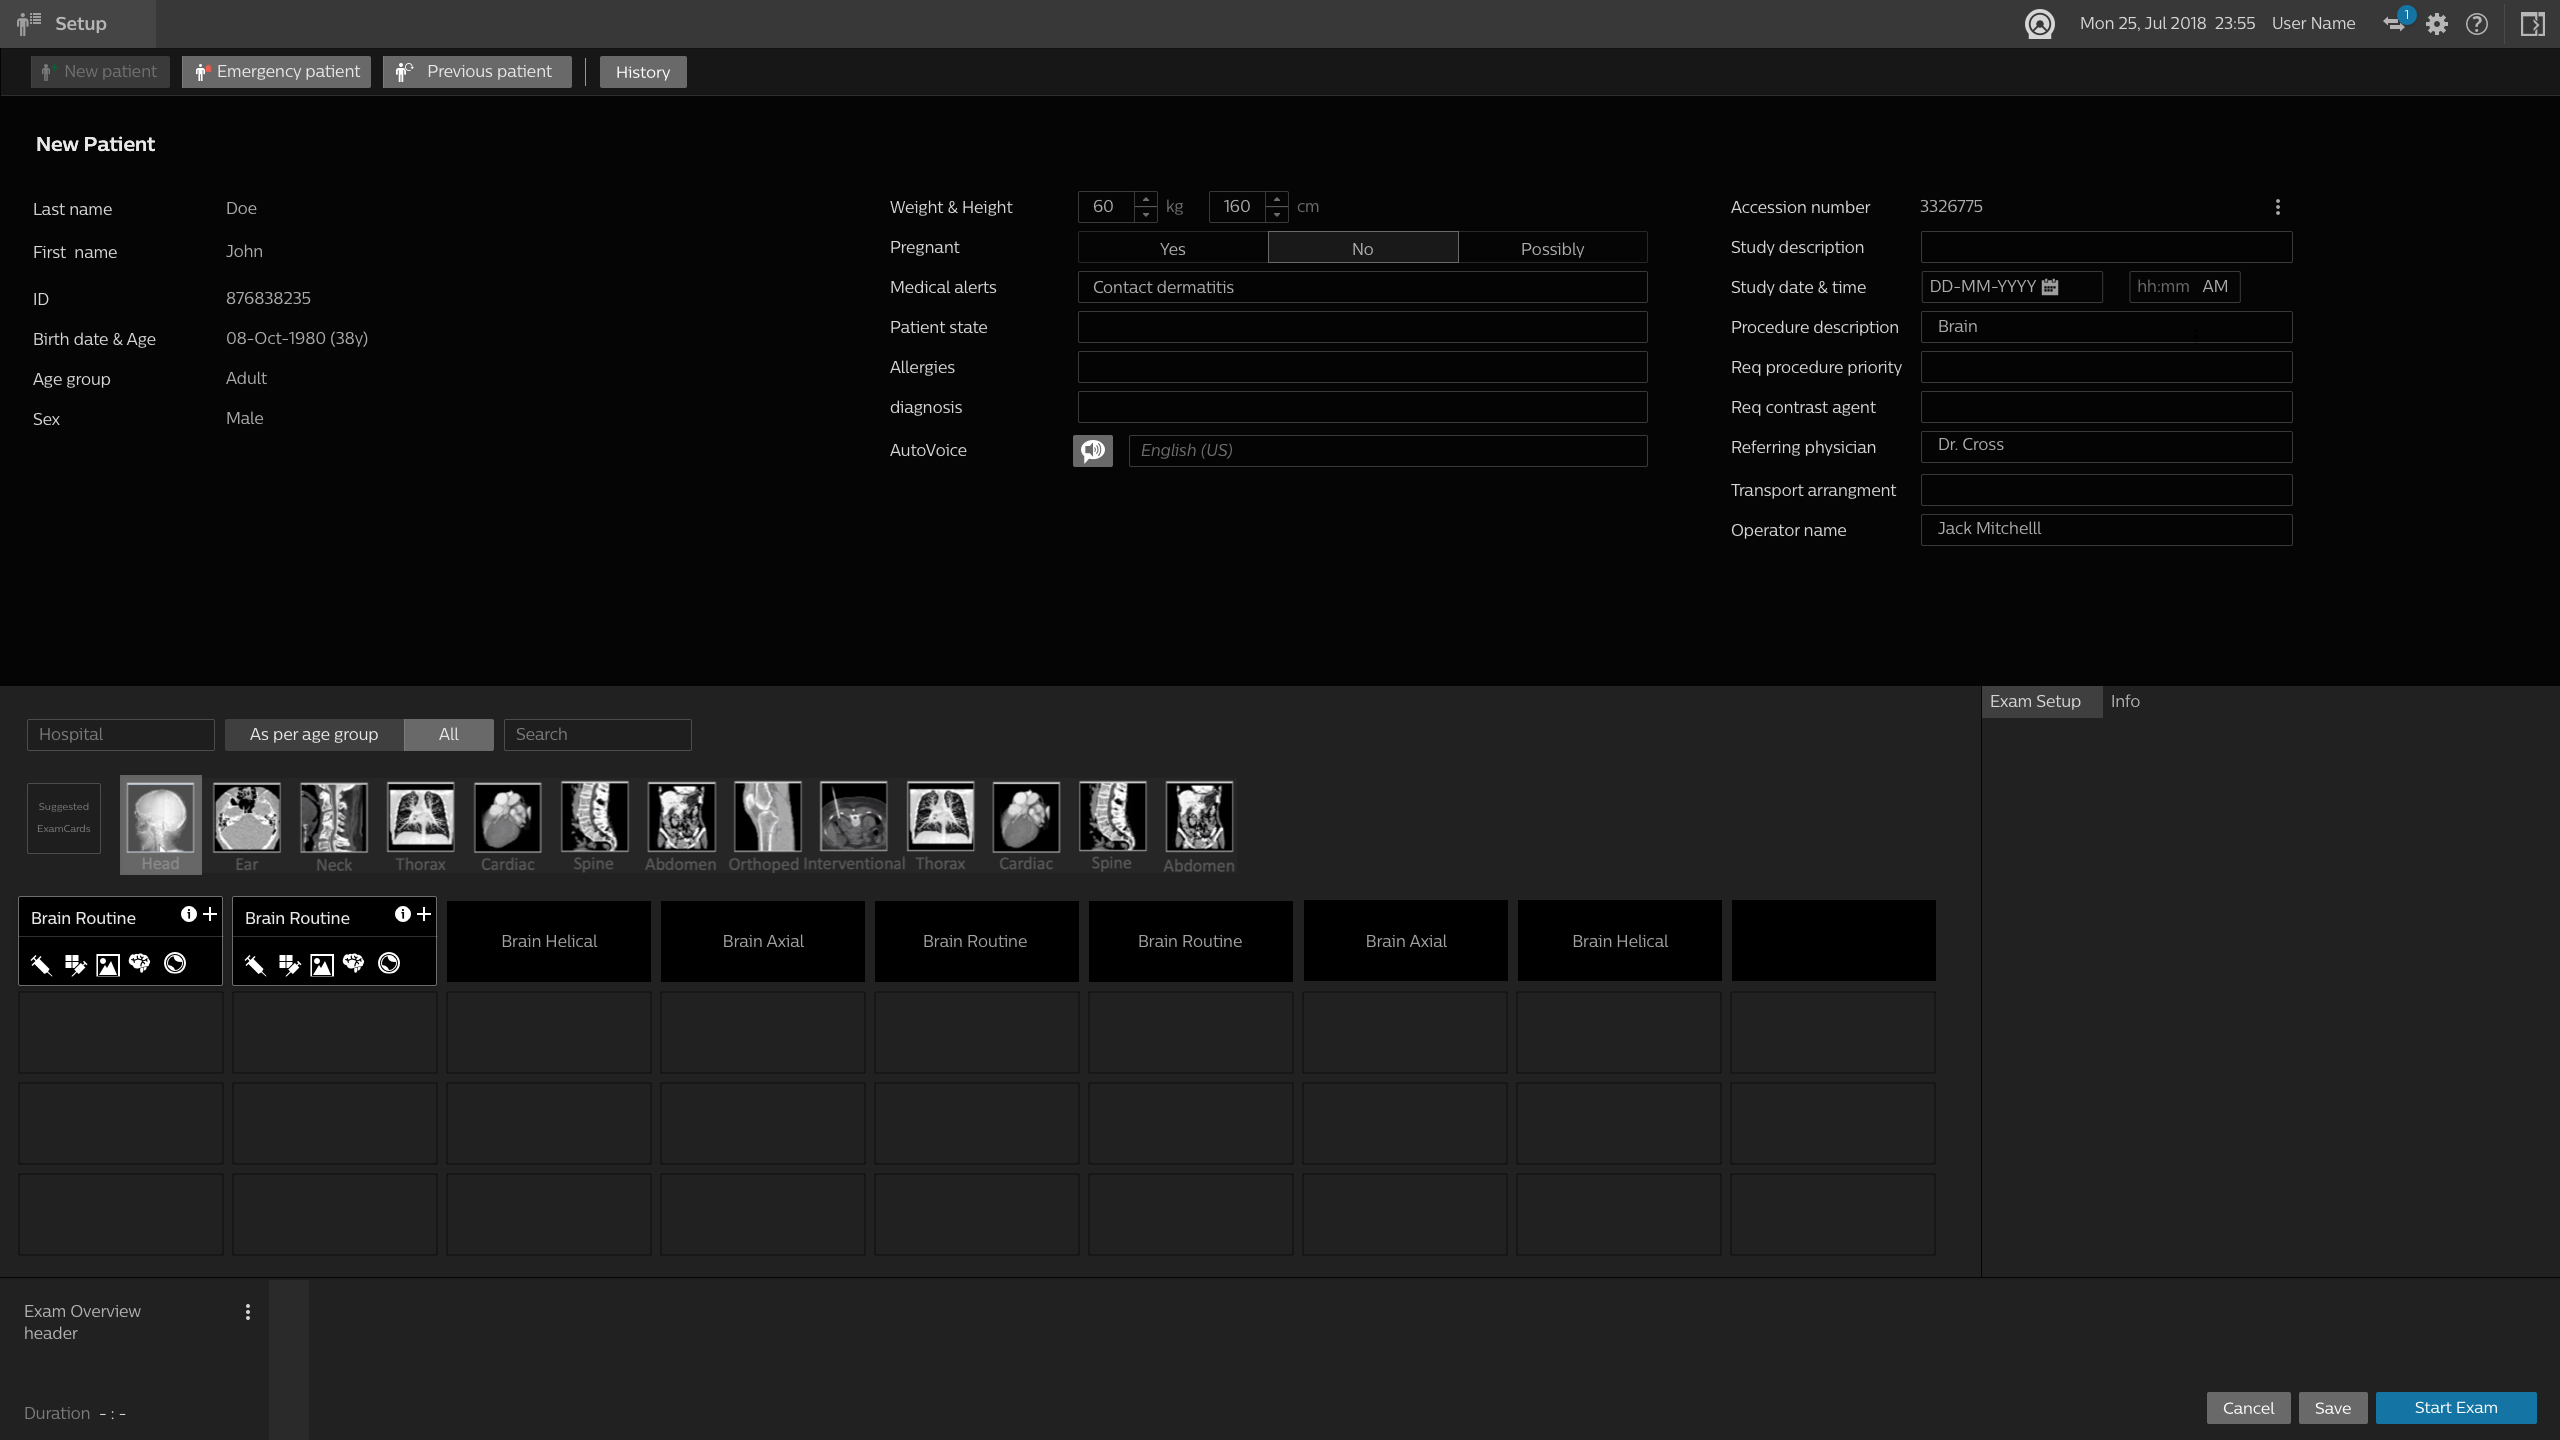 Setup
Mon 25, Jul 2018 23:55 User Name 1
New patient Emergency patient Previous patient History
New Patient
Last name Doe
First name John
ID 876838235
Birth date & Age 08-Oct-1980 (38y)
Age group Adult
Sex Male
Weight & Height 60 kg 160 cm
Pregnant Yes No Possibly
Medical alerts Contact dermatitis
Patient state
Allergies
diagnosis
AutoVoice English (US)
Accession number 3326775
Study description
Study date & time DD-MM-YYYY hh:mm AM
Procedure description Brain
Req procedure priority
Req contrast agent
Referring physician Dr. Cross
Transport arrangment
Operator name Jack Mitchelll
Hospital As per age group All Search
Suggested
ExamCards
Head Ear Neck Thorax Cardiac Spine Abdomen Orthoped Interventional Thorax Cardiac Spine Abdomen
Brain Routine Brain Routine Brain Helical Brain Axial Brain Routine Brain Routine Brain Axial Brain Helical
Exam Setup Info
Exam Overview
header
Duration - : -
Cancel Save Start Exam